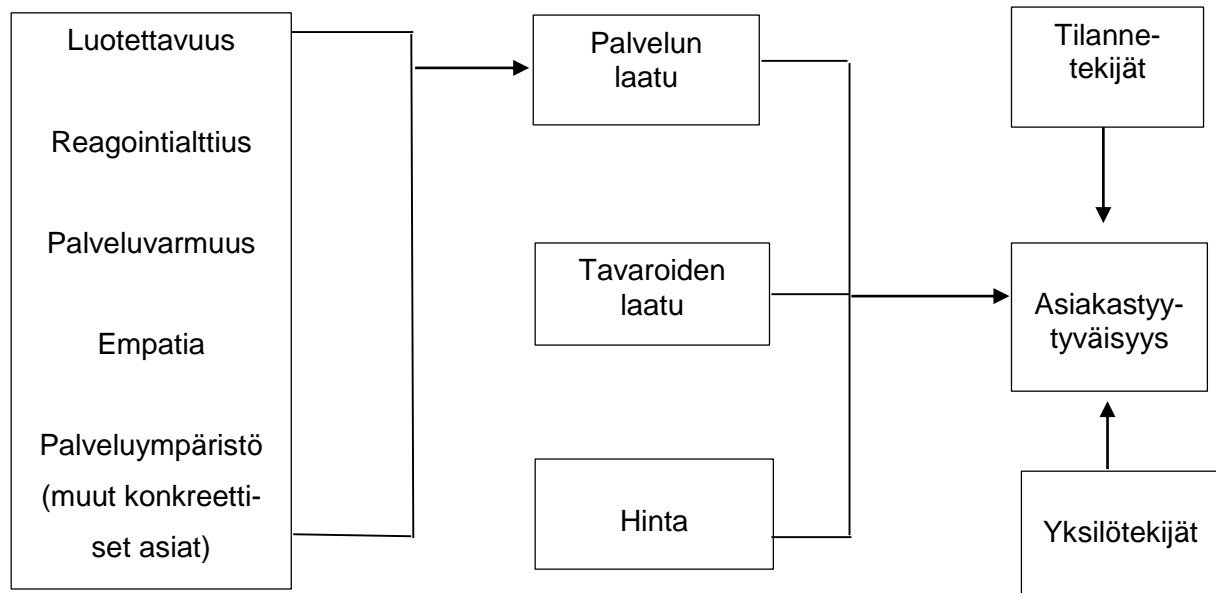 Luotettavuus
Reagointialttius
Palveluvarmuus
Empatia
Palveluympäristö
(muut konkreetti-
set asiat)
Palvelun
laatu
Tavaroiden
laatu
Hinta
Tilanne-
tekijät
Asiakastyy-
tyväisyys
Yksilötekijät